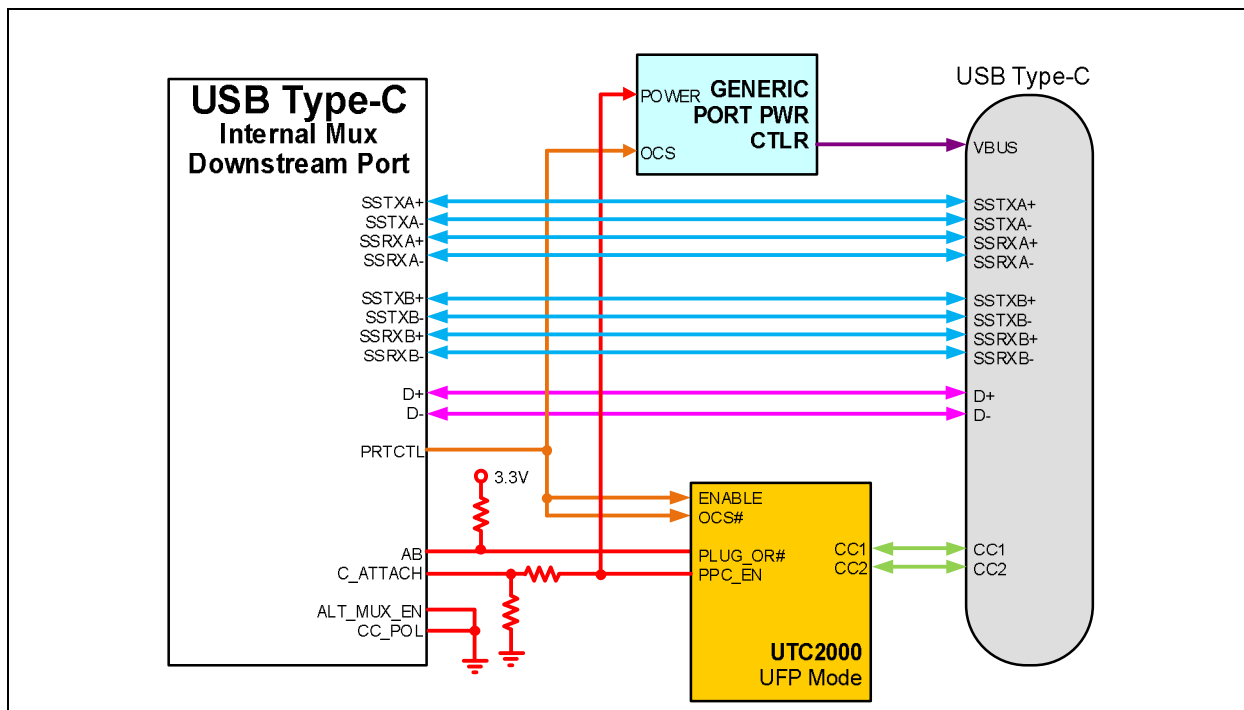 USB Type-C
Internal Mux
Downstream Port
SSTXA+
SSTXA-
SSRXA+
SSRXA-
SSTXB+
SSTXB-
SSRXB+
SSRXB-
D+
D-
PRTCTL
AB
C_ATTACH
ALT_MUX_EN
CC_POL
3.3V
POWER
OCS
GENERIC
PORT PWR
CTLR
ENABLE
OCS#
PLUG_OR#
PPC_EN
CC1
CC2
UTC2000
UFP Mode
USB Type-C
VBUS
SSTXA+
SSTXA-
SSRXA+
SSRXA-
SSTXB+
SSTXB-
SSRXB+
SSRXB-
D+
D-
CC1
CC2